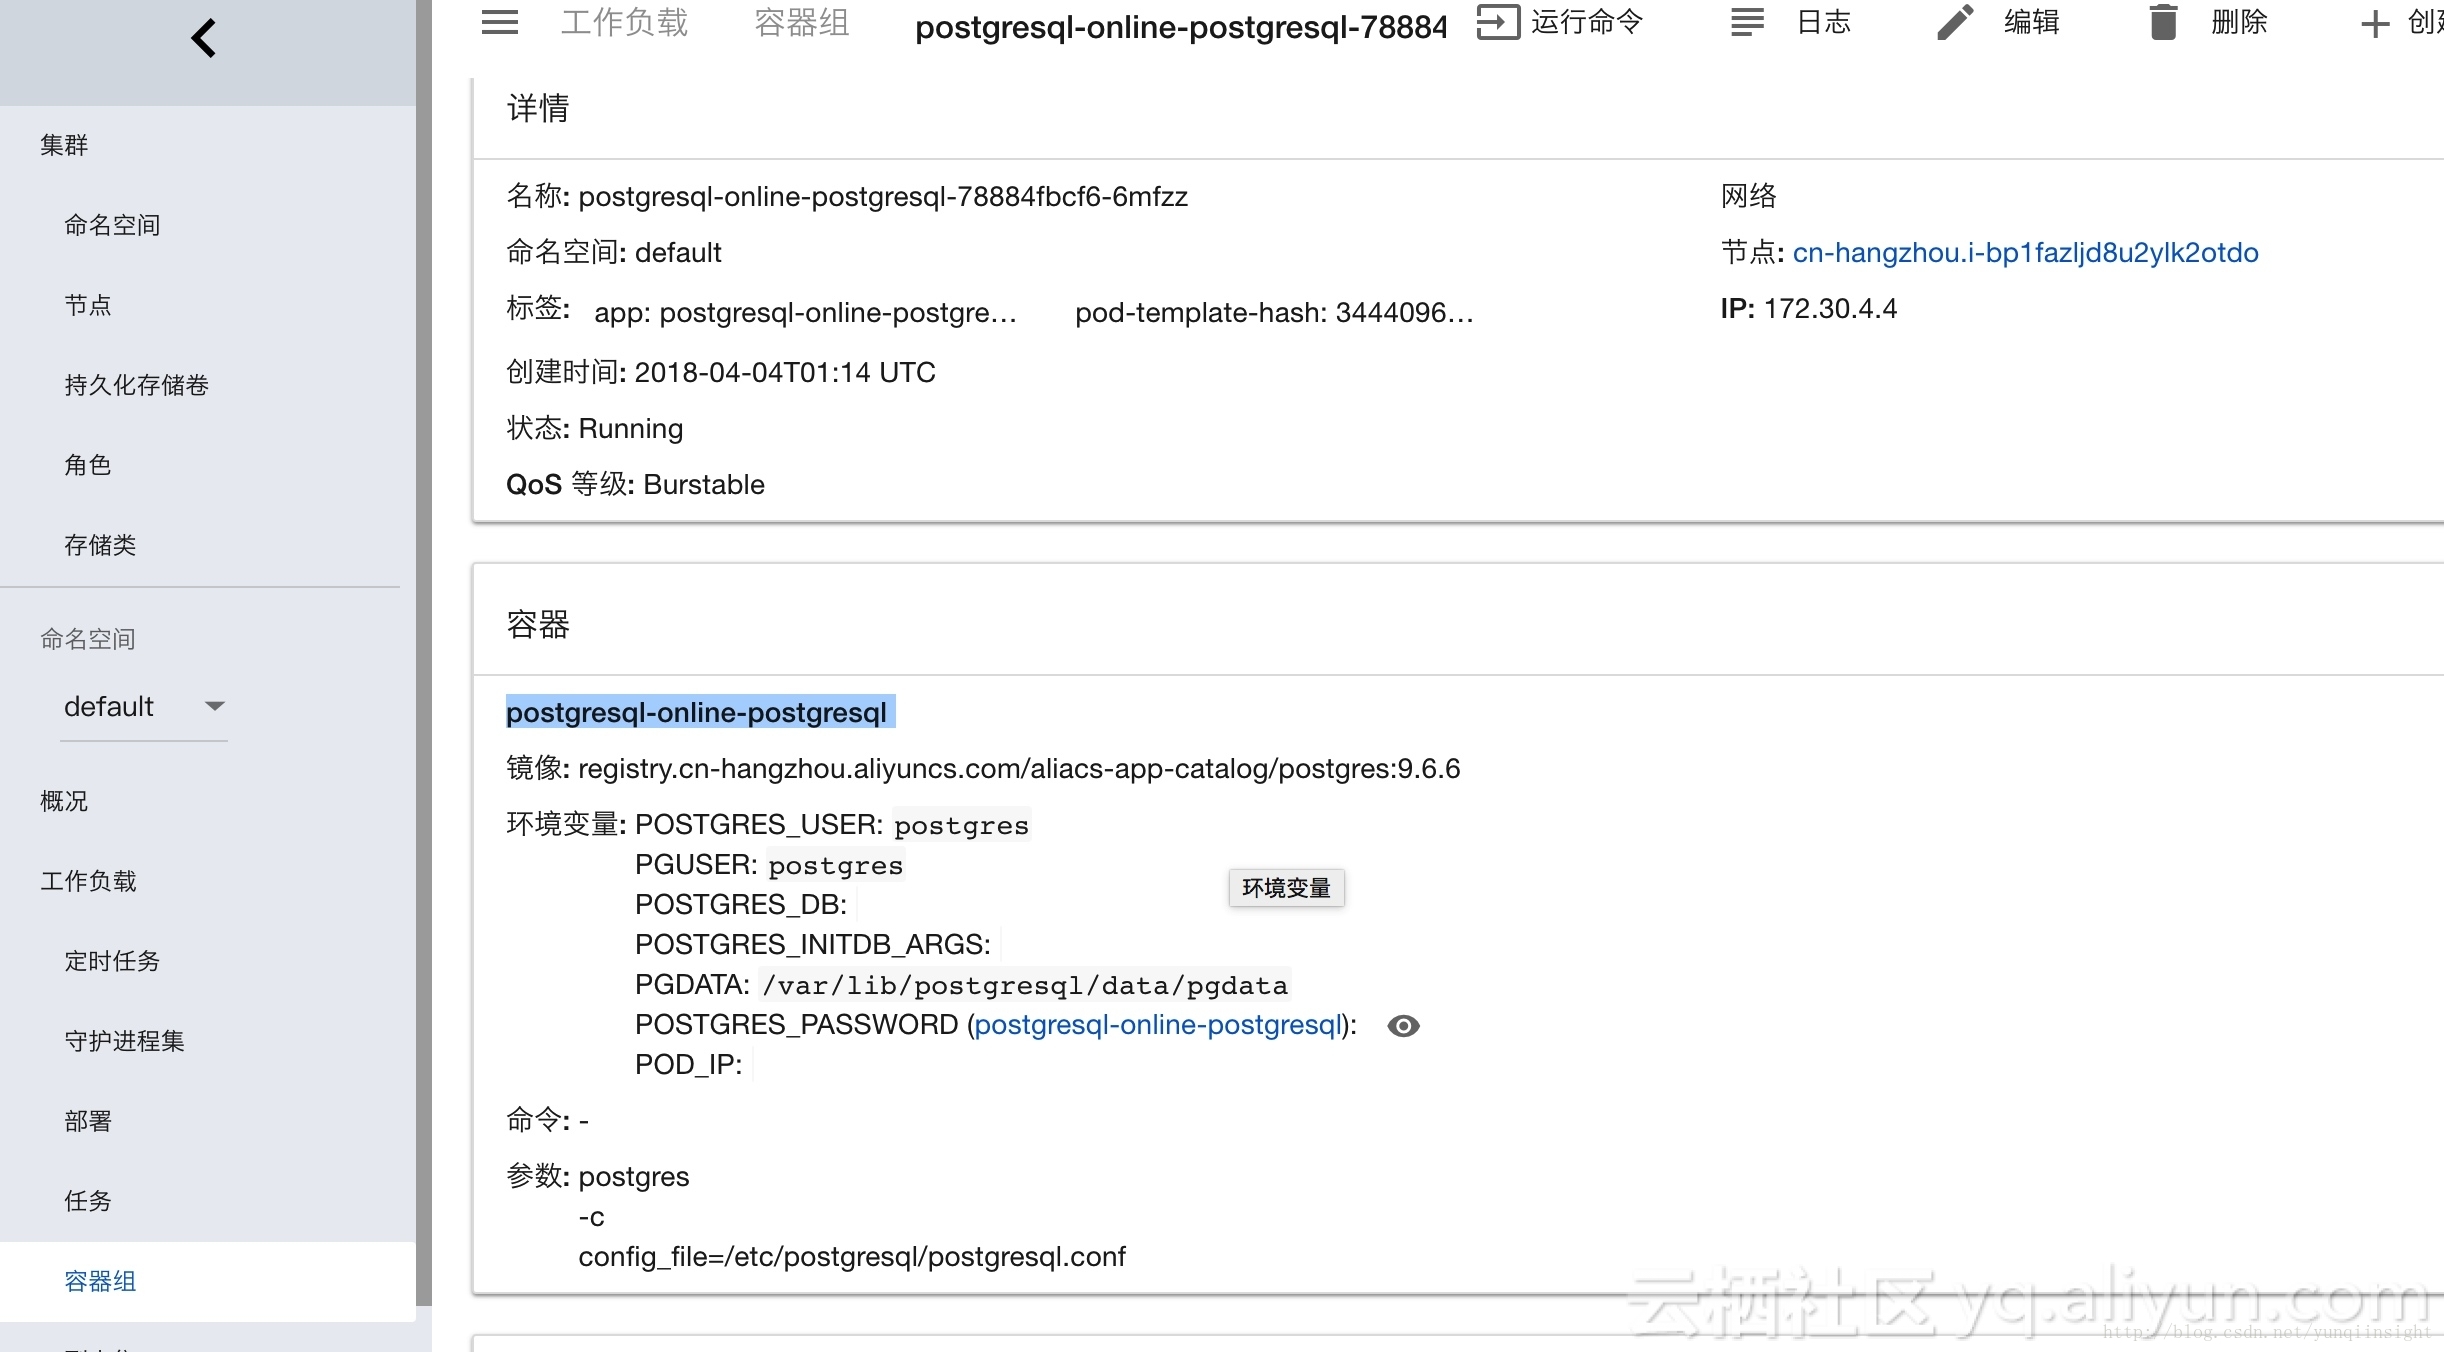 工作负载 容器组 postgresql-online-postgresql-78884 运行命令 日志 编辑 删除 创建
集群
命名空间
节点
持久化存储卷
角色
存储类
命名空间
default
概况
工作负载
定时任务
守护进程集
部署
任务
容器组
详情
名称: postgresql-online-postgresql-78884fbcf6-6mfzz
命名空间: default
标签: app: postgresql-online-postgre… pod-template-hash: 3444096…
创建时间: 2018-04-04T01:14 UTC
状态: Running
QoS 等级: Burstable
网络
节点: cn-hangzhou.i-bp1fazljd8u2ylk2otdo
IP: 172.30.4.4
容器
postgresql-online-postgresql
镜像: registry.cn-hangzhou.aliyuncs.com/aliacs-app-catalog/postgres:9.6.6
环境变量: POSTGRES_USER: postgres
PGUSER: postgres
环境变量
POSTGRES_DB:
POSTGRES_INITDB_ARGS:
PGDATA: /var/lib/postgresql/data/pgdata
POSTGRES_PASSWORD (postgresql-online-postgresql):
POD_IP:
命令: -
参数: postgres
-c
config_file=/etc/postgresql/postgresql.conf
云栖社区 yq.aliyun.com
http://blog.csdn.net/yunqiinsight